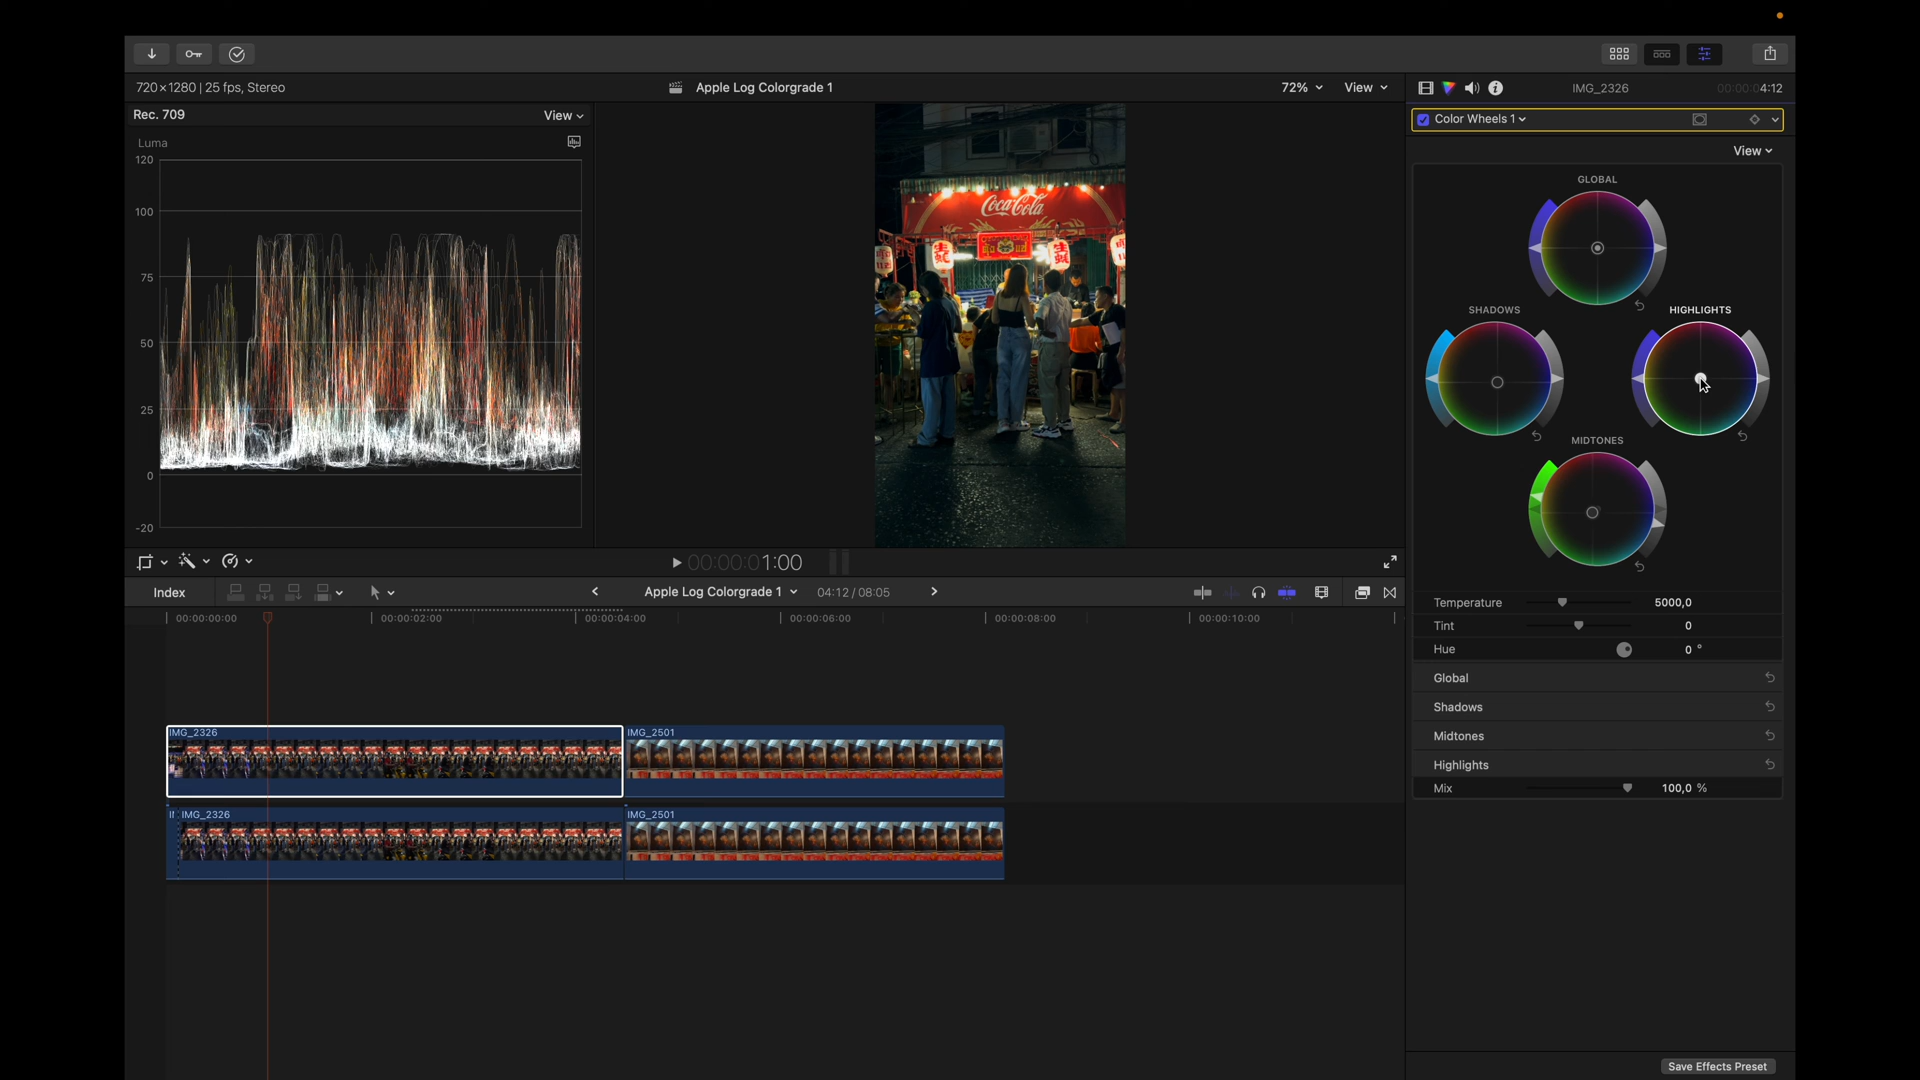 720×1280 | 25 fps, Stereo
Apple Log Colorgrade 1
72%
View
IMG_2326
00:00:04:12
Rec. 709
View
Color Wheels 1
View
Luma
120
100
75
50
25
0
-20
Coca-Cola
GLOBAL
SHADOWS
HIGHLIGHTS
MIDTONES
00:00:01:00
Index
Apple Log Colorgrade 1
04:12 / 08:05
00:00:00:00
00:00:02:00
00:00:04:00
00:00:06:00
00:00:08:00
00:00:10:00
Temperature
5000,0
Tint
0
Hue
0 °
Global
Shadows
Midtones
Highlights
Mix
100,0 %
IMG_2326
IMG_2501
IMG_2326
IMG_2501
Save Effects Preset